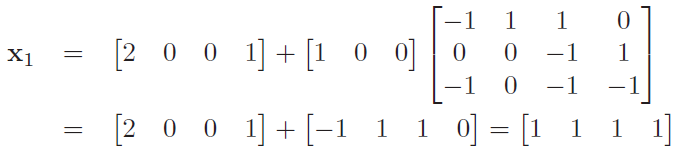 x₁ = [2 0 0 1] + [1 0 0] [−1 1 1 0
0 0 −1 1
−1 0 −1 −1]
= [2 0 0 1] + [−1 1 1 0] = [1 1 1 1]